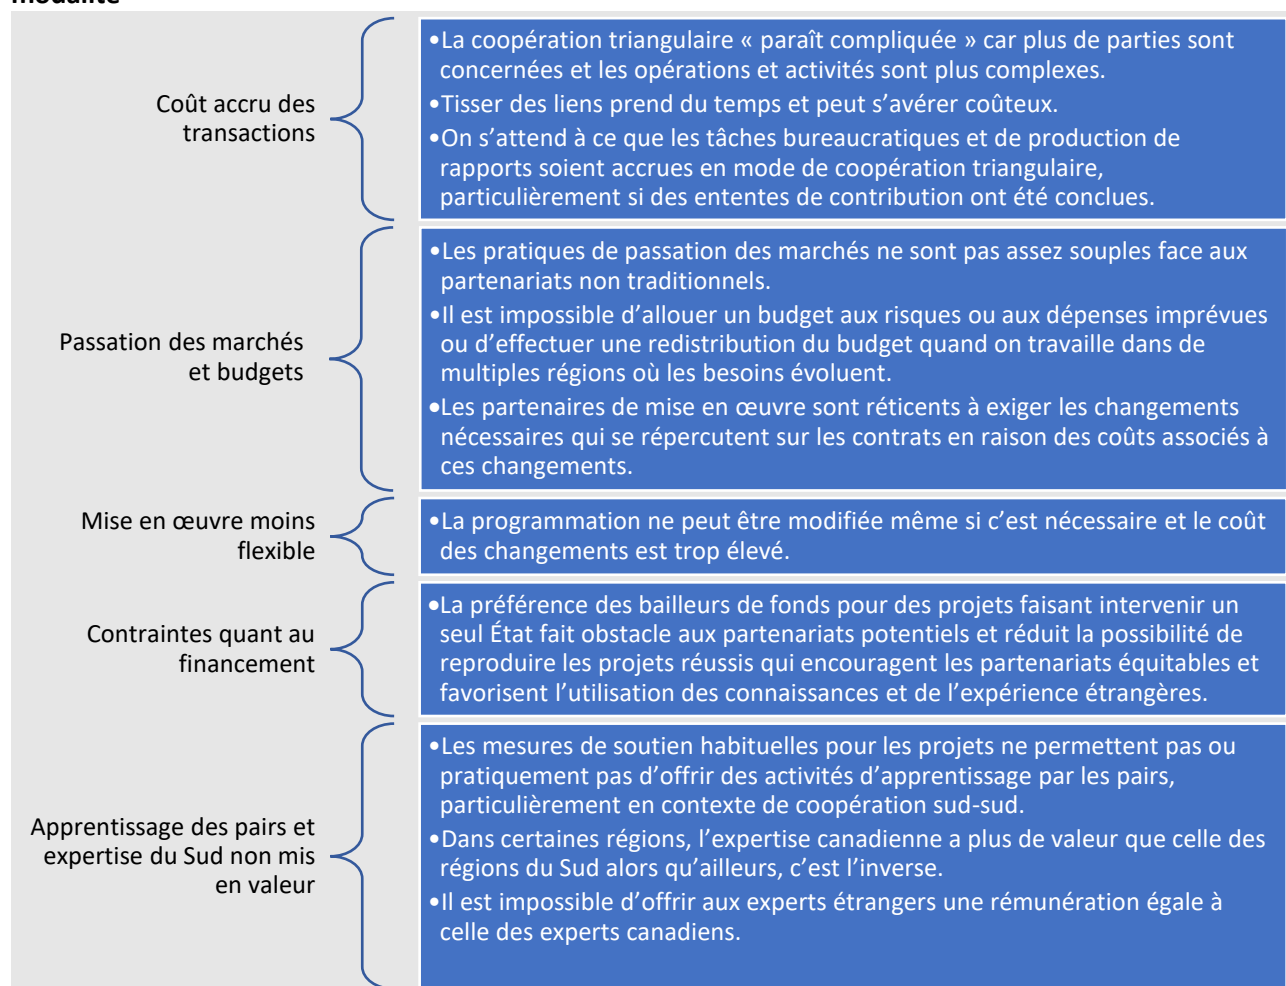 modalité
Coût accru des
transactions
•La coopération triangulaire « paraît compliquée » car plus de parties sont
concernées et les opérations et activités sont plus complexes.
•Tisser des liens prend du temps et peut s’avérer coûteux.
•On s’attend à ce que les tâches bureaucratiques et de production de
rapports soient accrues en mode de coopération triangulaire,
particulièrement si des ententes de contribution ont été conclues.
Passation des marchés
et budgets
•Les pratiques de passation des marchés ne sont pas assez souples face aux
partenariats non traditionnels.
•Il est impossible d’allouer un budget aux risques ou aux dépenses imprévues
ou d’effectuer une redistribution du budget quand on travaille dans de
multiples régions où les besoins évoluent.
•Les partenaires de mise en œuvre sont réticents à exiger les changements
nécessaires qui se répercutent sur les contrats en raison des coûts associés à
ces changements.
Mise en œuvre moins
flexible
•La programmation ne peut être modifiée même si c’est nécessaire et le coût
des changements est trop élevé.
Contraintes quant au
financement
•La préférence des bailleurs de fonds pour des projets faisant intervenir un
seul État fait obstacle aux partenariats potentiels et réduit la possibilité de
reproduire les projets réussis qui encouragent les partenariats équitables et
favorisent l’utilisation des connaissances et de l’expérience étrangères.
Apprentissage des pairs et
expertise du Sud non mis
en valeur
•Les mesures de soutien habituelles pour les projets ne permettent pas ou
pratiquement pas d’offrir des activités d’apprentissage par les pairs,
particulièrement en contexte de coopération sud-sud.
•Dans certaines régions, l’expertise canadienne a plus de valeur que celle des
régions du Sud alors qu’ailleurs, c’est l’inverse.
•Il est impossible d’offrir aux experts étrangers une rémunération égale à
celle des experts canadiens.